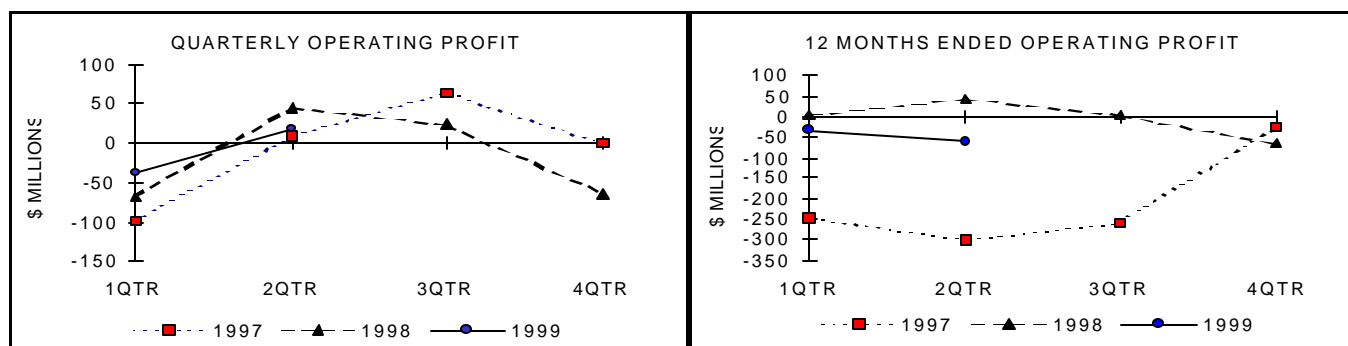 QUARTERLY OPERATING PROFIT
$ MILLIONS
100
50
0
-50
-100
-150
1QTR 2QTR 3QTR 4QTR
1997 1998 1999
12 MONTHS ENDED OPERATING PROFIT
$ MILLIONS
100
50
0
-50
-100
-150
-200
-250
-300
-350
1QTR 2QTR 3QTR 4QTR
1997 1998 1999